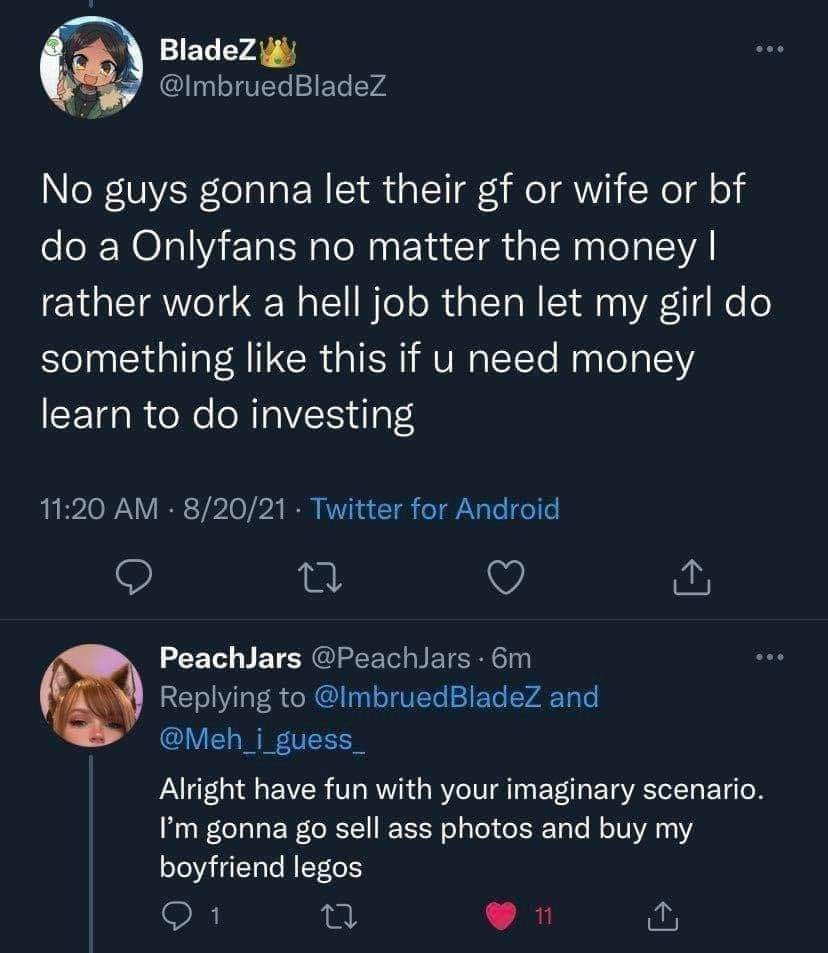 BladeZ👑
@ImbruedBladeZ
No guys gonna let their gf or wife or bf
do a Onlyfans no matter the money I
rather work a hell job then let my girl do
something like this if u need money
learn to do investing
11:20 AM · 8/20/21 · Twitter for Android
PeachJars @PeachJars · 6m
Replying to @ImbruedBladeZ and
@Meh_i_guess_
Alright have fun with your imaginary scenario.
I’m gonna go sell ass photos and buy my
boyfriend legos
1 11